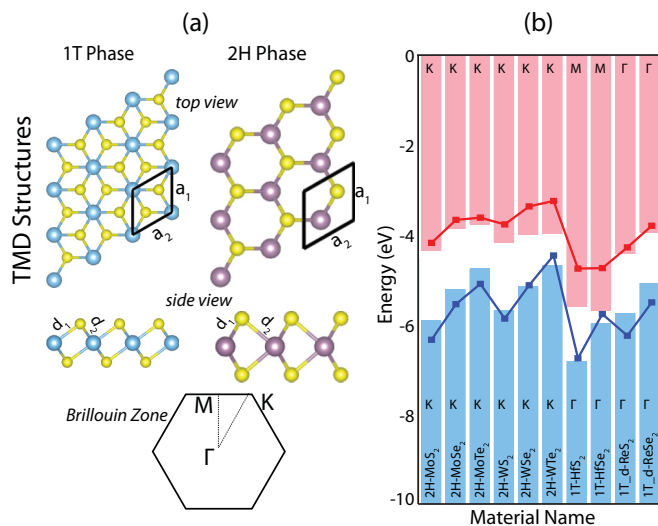 (a)
1T Phase
2H Phase
top view
TMD Structures
a1
a2
a1
a2
side view
d1
d2
d1
d2
Brillouin Zone
M
K
Γ
(b)
Energy (eV)
0
-2
-4
-6
-8
-10
K K K K K K M M Γ Γ
K K K K K K Γ Γ Γ Γ
2H-MoS2
2H-MoSe2
2H-MoTe2
2H-WS2
2H-WSe2
2H-WTe2
1T-HfS2
1T-HfSe2
1T_d-ReS2
1T_d-ReSe2
Material Name